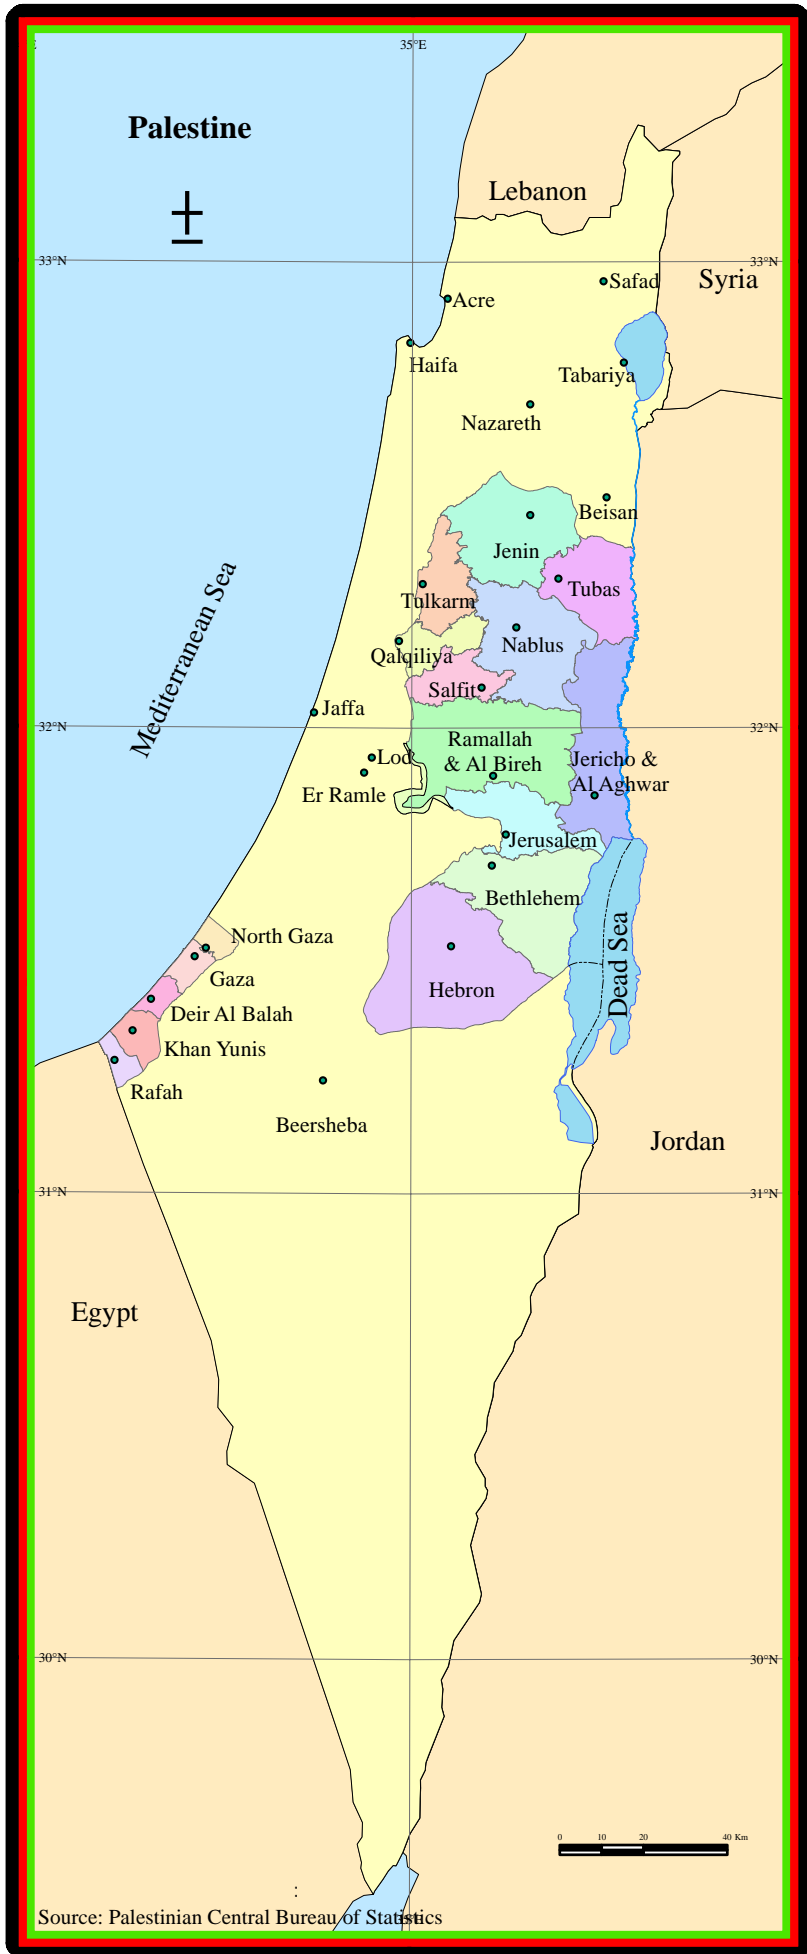 35°E
Palestine
Lebanon
33°N
33°N
Syria
Safad
Acre
Haifa
Tabariya
Nazareth
Beisan
Jenin
Tubas
Tulkarm
Nablus
Qalqiliya
Mediterranean Sea
Salfit
Jaffa
32°N
32°N
Ramallah
& Al Bireh
Lod
Jericho &
Al Aghwar
Er Ramle
Jerusalem
Bethlehem
North Gaza
Dead Sea
Gaza
Hebron
Deir Al Balah
Khan Yunis
Rafah
Beersheba
Jordan
31°N
31°N
Egypt
30°N
30°N
0 10 20 40 Km
:
Source: Palestinian Central Bureau of Statistics